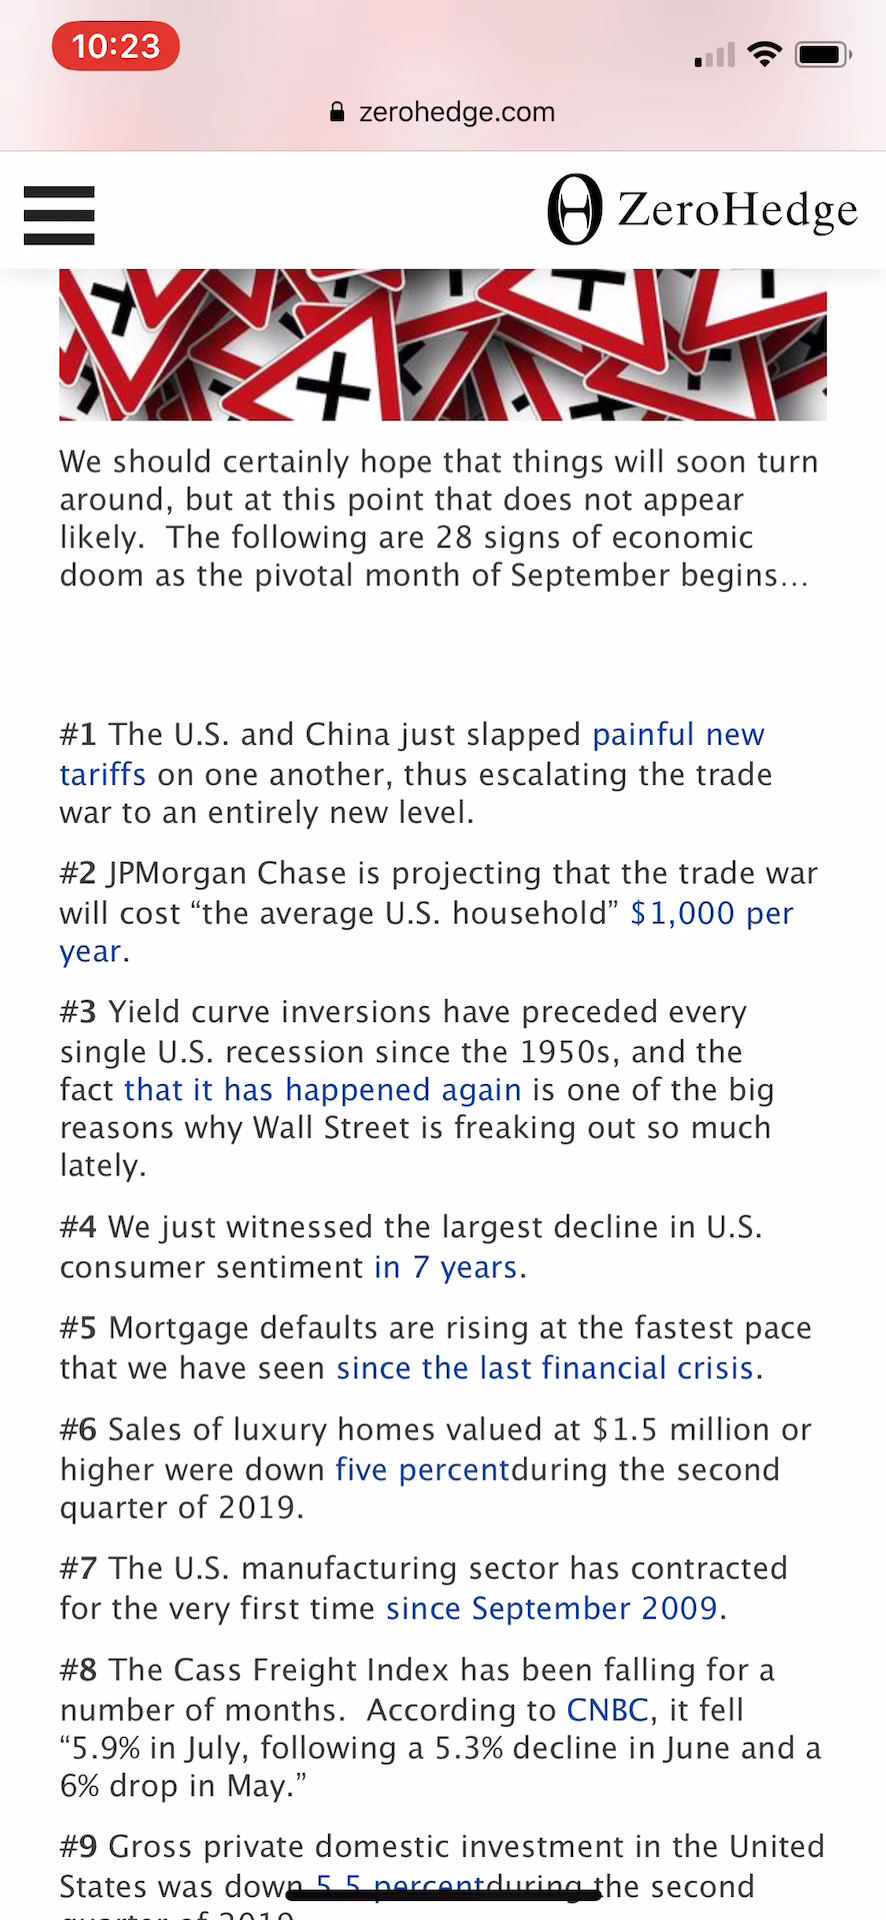 10:23
zerohedge.com
ZeroHedge
We should certainly hope that things will soon turn
around, but at this point that does not appear
likely.  The following are 28 signs of economic
doom as the pivotal month of September begins…
#1 The U.S. and China just slapped painful new
tariffs on one another, thus escalating the trade
war to an entirely new level.
#2 JPMorgan Chase is projecting that the trade war
will cost “the average U.S. household” $1,000 per
year.
#3 Yield curve inversions have preceded every
single U.S. recession since the 1950s, and the
fact that it has happened again is one of the big
reasons why Wall Street is freaking out so much
lately.
#4 We just witnessed the largest decline in U.S.
consumer sentiment in 7 years.
#5 Mortgage defaults are rising at the fastest pace
that we have seen since the last financial crisis.
#6 Sales of luxury homes valued at $1.5 million or
higher were down five percentduring the second
quarter of 2019.
#7 The U.S. manufacturing sector has contracted
for the very first time since September 2009.
#8 The Cass Freight Index has been falling for a
number of months.  According to CNBC, it fell
“5.9% in July, following a 5.3% decline in June and a
6% drop in May.”
#9 Gross private domestic investment in the United
States was down 5.5 percentduring the second
quarter of 2019